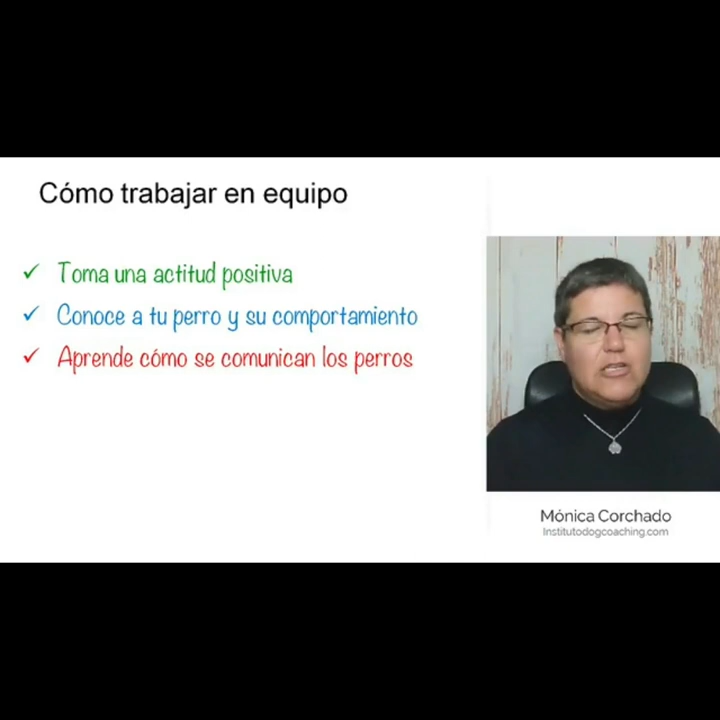 Cómo trabajar en equipo
Toma una actitud positiva
Conoce a tu perro y su comportamiento
Aprende cómo se comunican los perros
Mónica Corchado
Institutodogcoaching.com